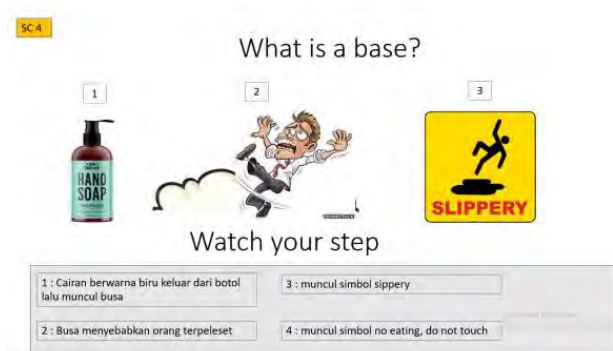 SC 4
What is a base?
1
2
3
HAND
SOAP
SLIPPERY
Watch your step
1 : Cairan berwarna biru keluar dari botol
lalu muncul busa
3 : muncul simbol sippery
2 : Busa menyebabkan orang terpeleset
4 : muncul simbol no eating, do not touch